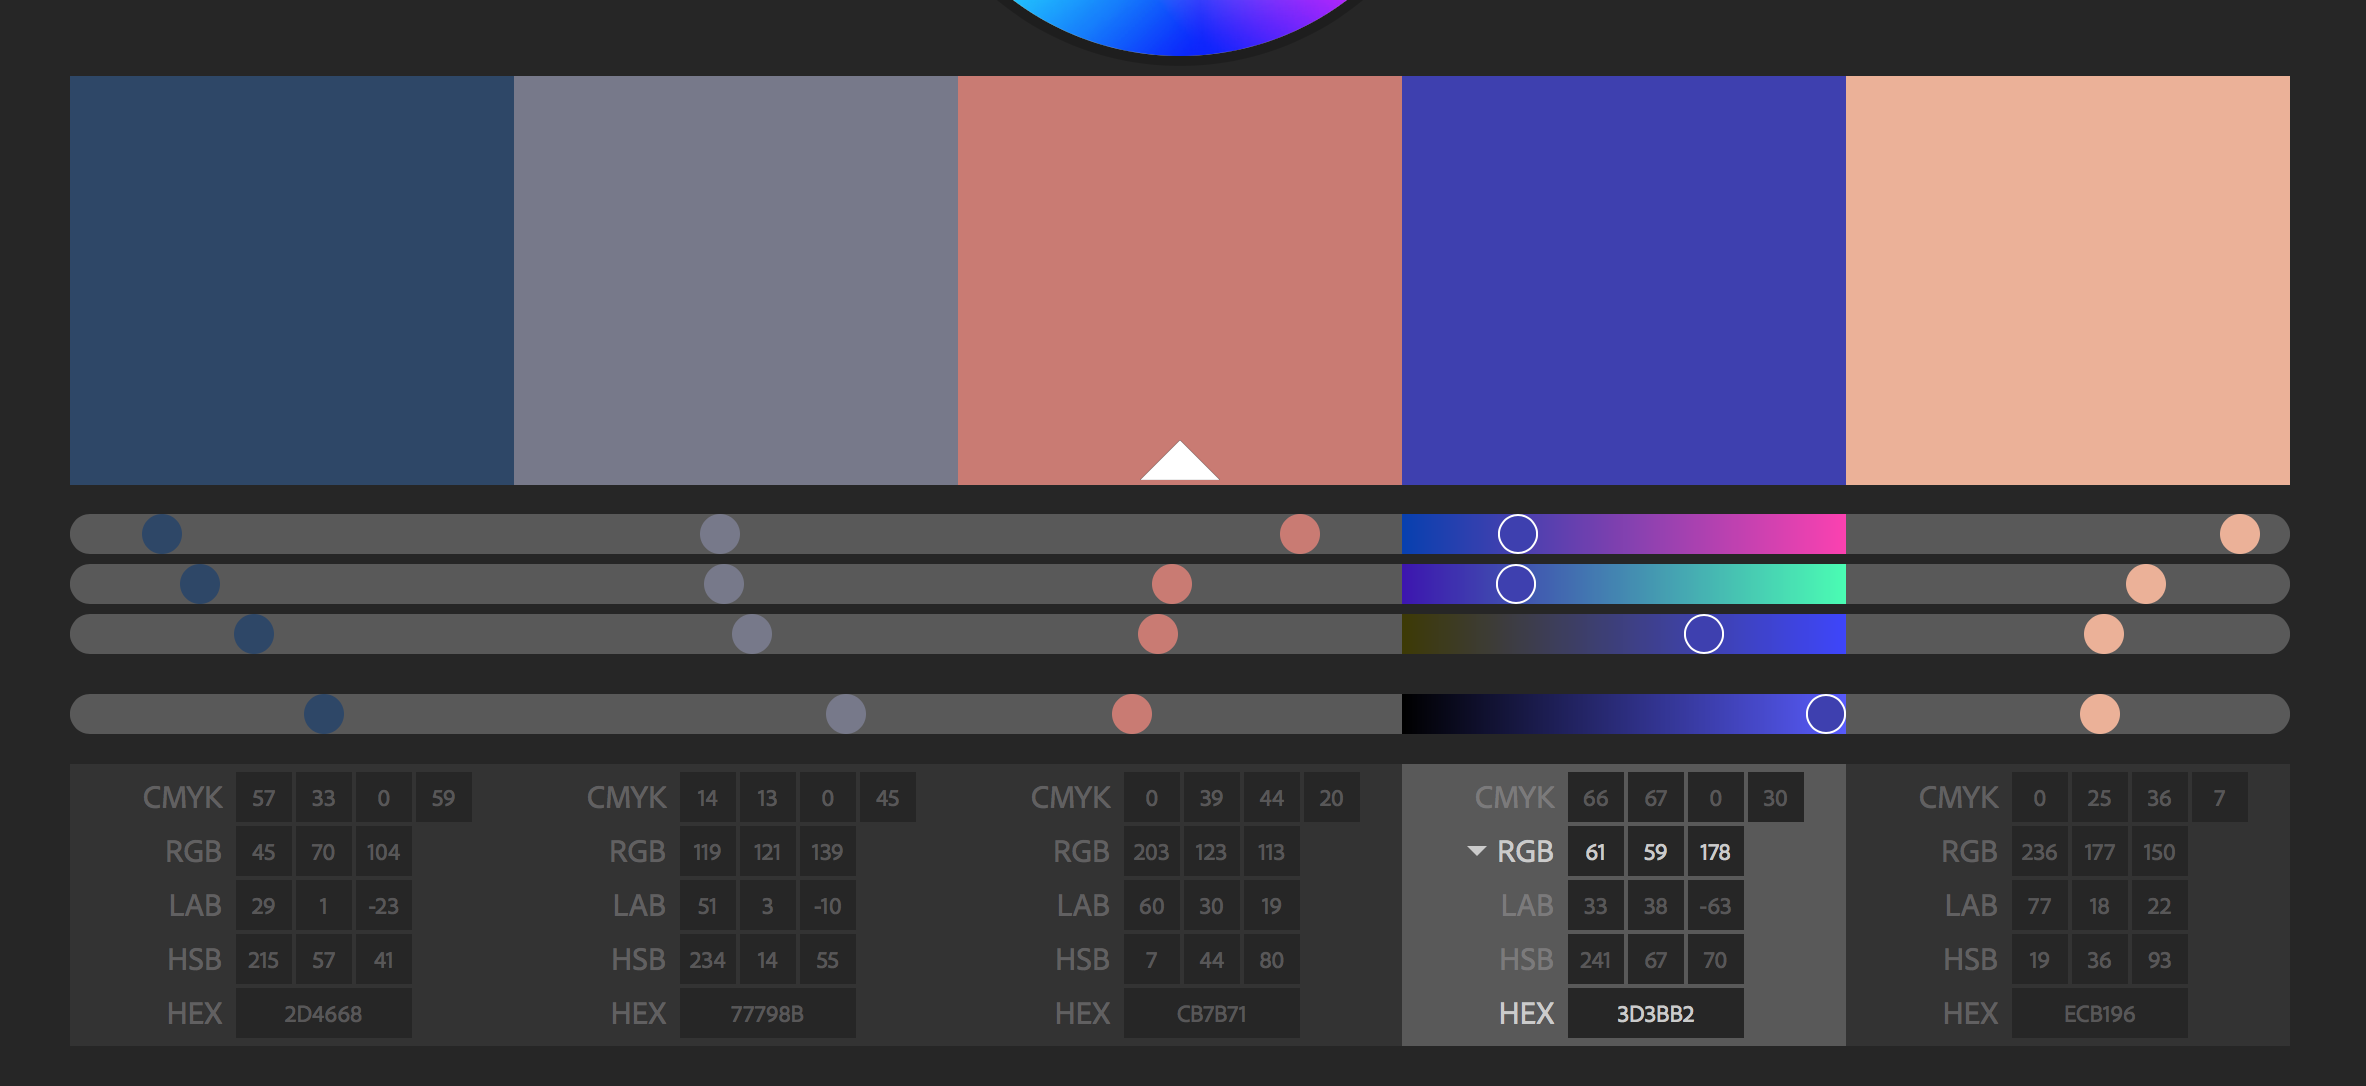 CMYK 57 33 0 59 CMYK 14 13 0 45 CMYK 0 39 44 20 CMYK 66 67 0 30 CMYK 0 25 36 7
RGB 45 70 104 RGB 119 121 139 RGB 203 123 113 RGB 61 59 178 RGB 236 177 150
LAB 29 1 -23 LAB 51 3 -10 LAB 60 30 19 LAB 33 38 -63 LAB 77 18 22
HSB 215 57 41 HSB 234 14 55 HSB 7 44 80 HSB 241 67 70 HSB 19 36 93
HEX 2D4668 HEX 77798B HEX CB7B71 HEX 3D3BB2 HEX ECB196